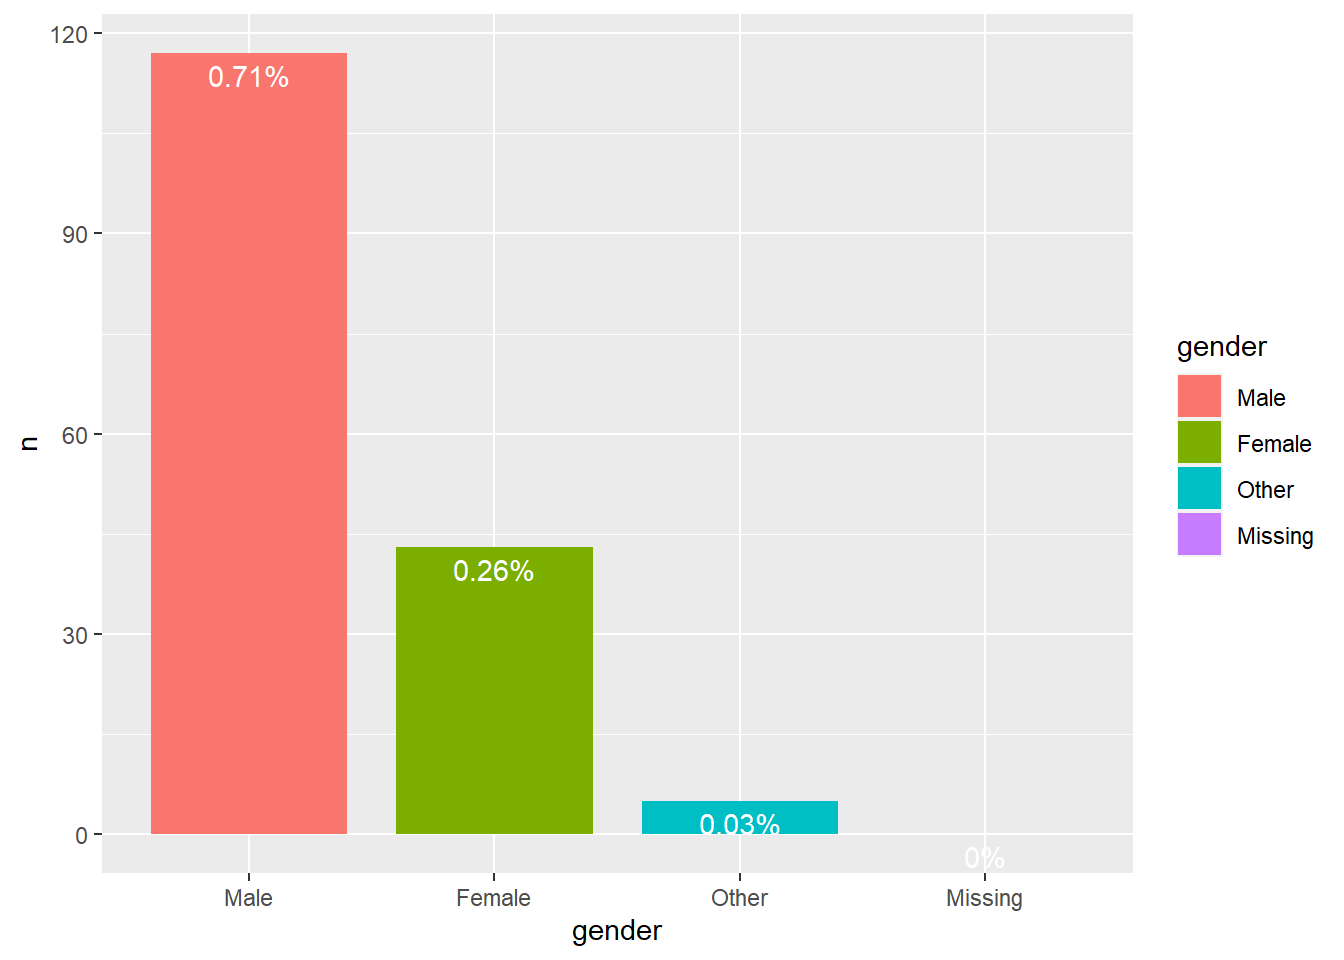 120
90
60
30
0
n
0.71%
0.26%
0.03%
0%
Male
Female
Other
Missing
gender
gender
Male
Female
Other
Missing